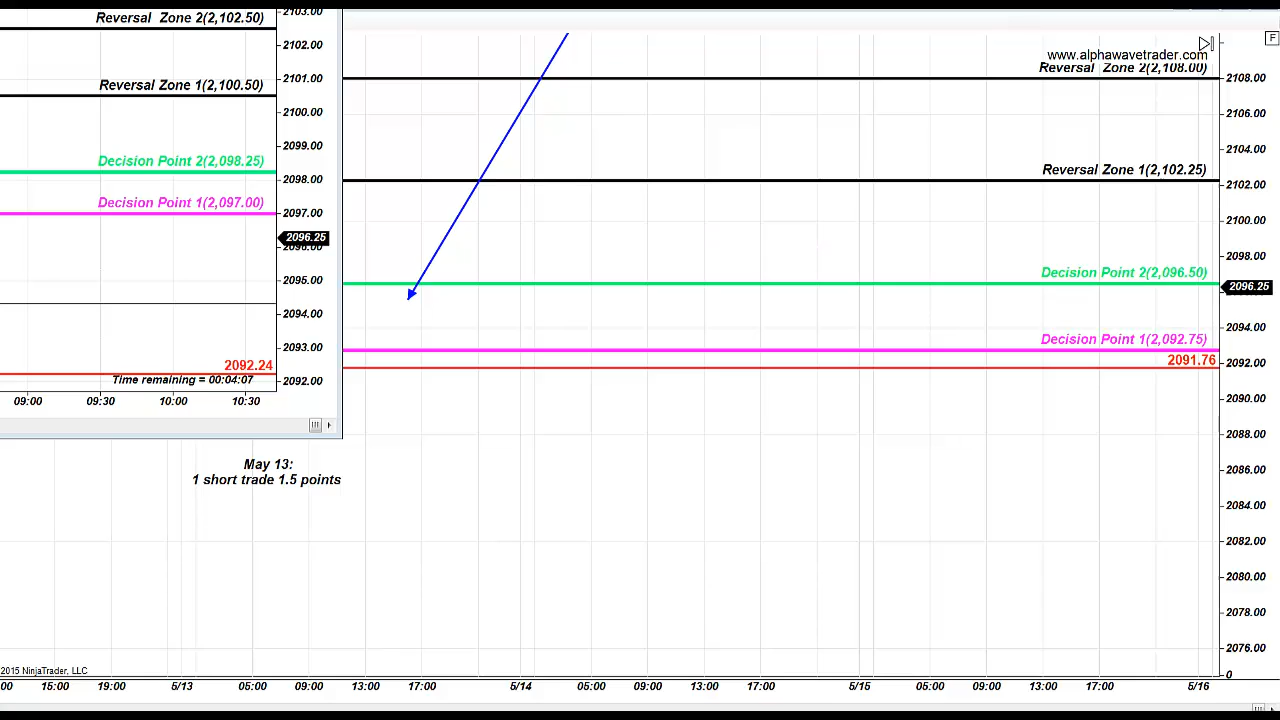 Reversal  Zone 2(2,102.50)
2103.00
2102.00
Reversal Zone 1(2,100.50)
2101.00
2100.00
2099.00
Decision Point 2(2,098.25)
2098.00
Decision Point 1(2,097.00)
2097.00
2096.25
2096.00
2095.00
2094.00
2093.00
2092.24
2092.00
Time remaining = 00:04:07
09:00 09:30 10:00 10:30
F
www.alphawavetrader.com
Reversal  Zone 2(2,108.00)
2108.00
2106.00
2104.00
Reversal Zone 1(2,102.25)
2102.00
2100.00
2098.00
Decision Point 2(2,096.50)
2096.25
2094.00
Decision Point 1(2,092.75)
2091.76
2092.00
2090.00
2088.00
2086.00
2084.00
2082.00
2080.00
2078.00
2076.00
0
May 13:
1 short trade 1.5 points
2015 NinjaTrader, LLC
:00 15:00 19:00 5/13 05:00 09:00 13:00 17:00 5/14 05:00 09:00 13:00 17:00 5/15 05:00 09:00 13:00 17:00 5/16